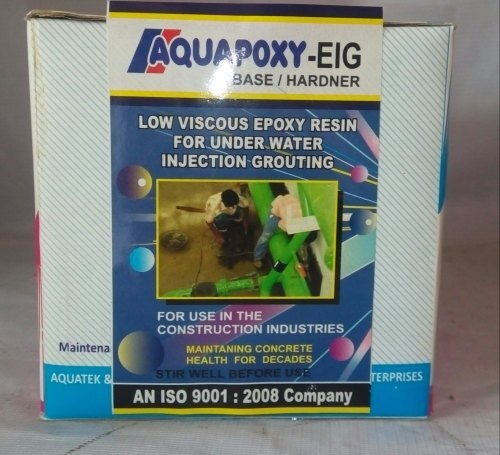 AQUAPOXY-EIG
BASE / HARDNER
LOW VISCOUS EPOXY RESIN
FOR UNDER WATER
INJECTION GROUTING
FOR USE IN THE
CONSTRUCTION INDUSTRIES
MAINTANING CONCRETE
HEALTH FOR DECADES
STIR WELL BEFORE USE
AN ISO 9001 : 2008 Company
Maintena
AQUATEK &
TERPRISES